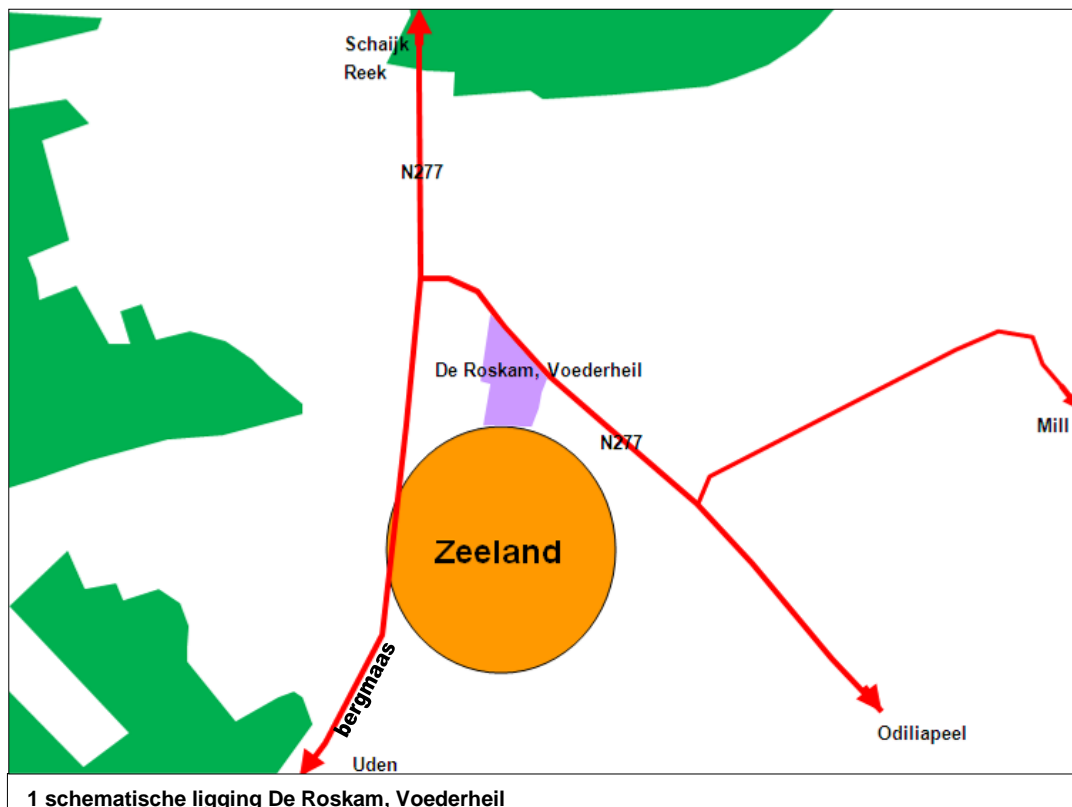 Schaijk
Reek
N277
De Roskam, Voederheil
Mill
N277
Zeeland
bergmaas
Odiliapeel
Uden
1 schematische ligging De Roskam, Voederheil